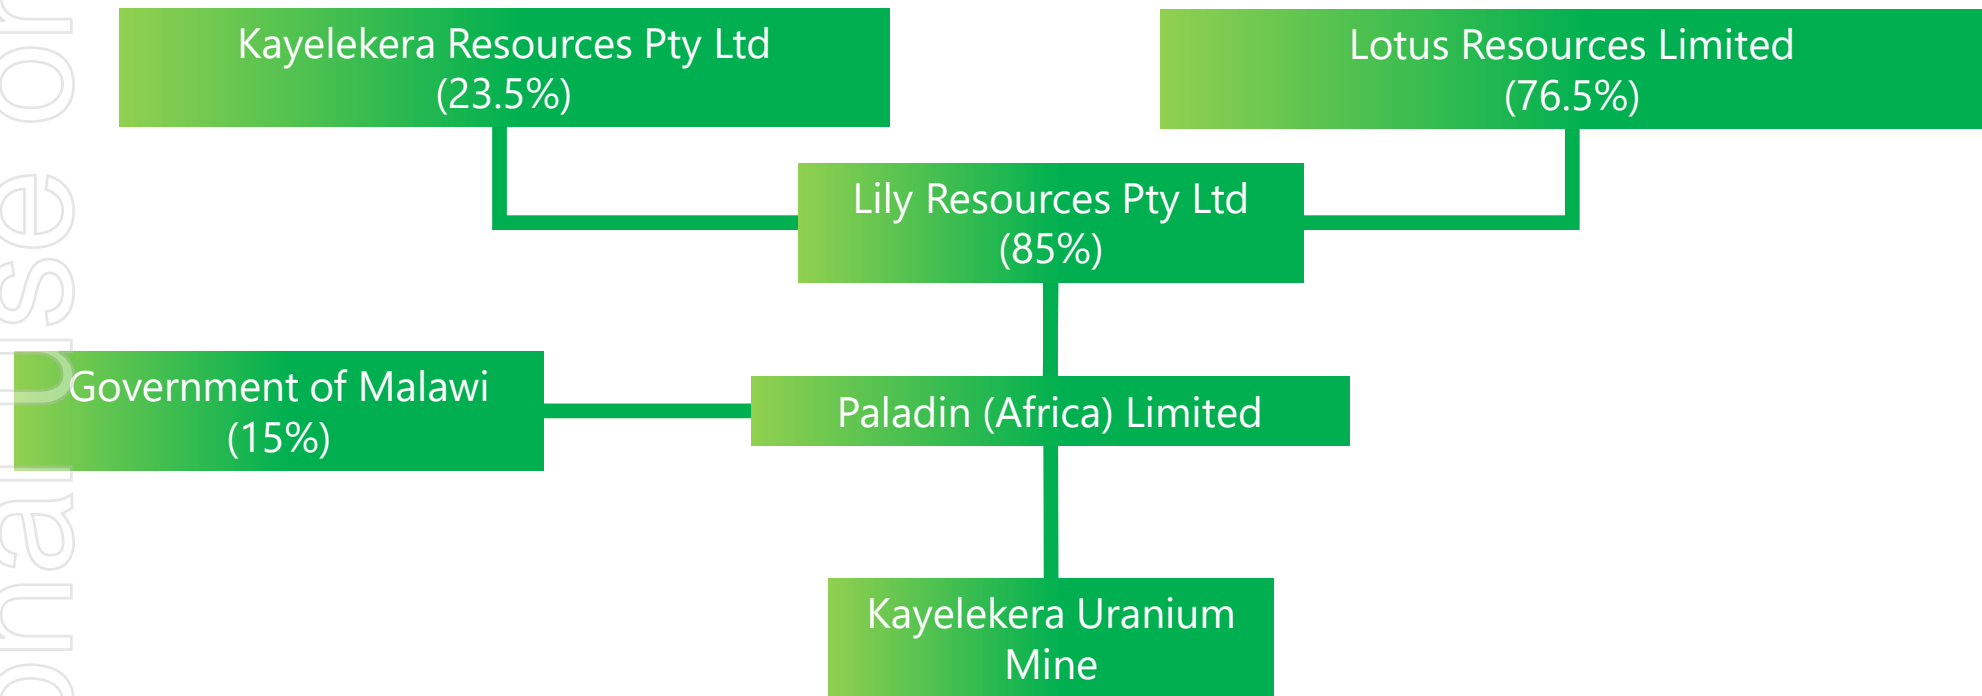 Kayelekera Resources Pty Ltd
(23.5%)
Lotus Resources Limited
(76.5%)
Lily Resources Pty Ltd
(85%)
Government of Malawi
(15%)
Paladin (Africa) Limited
Kayelekera Uranium
Mine
use